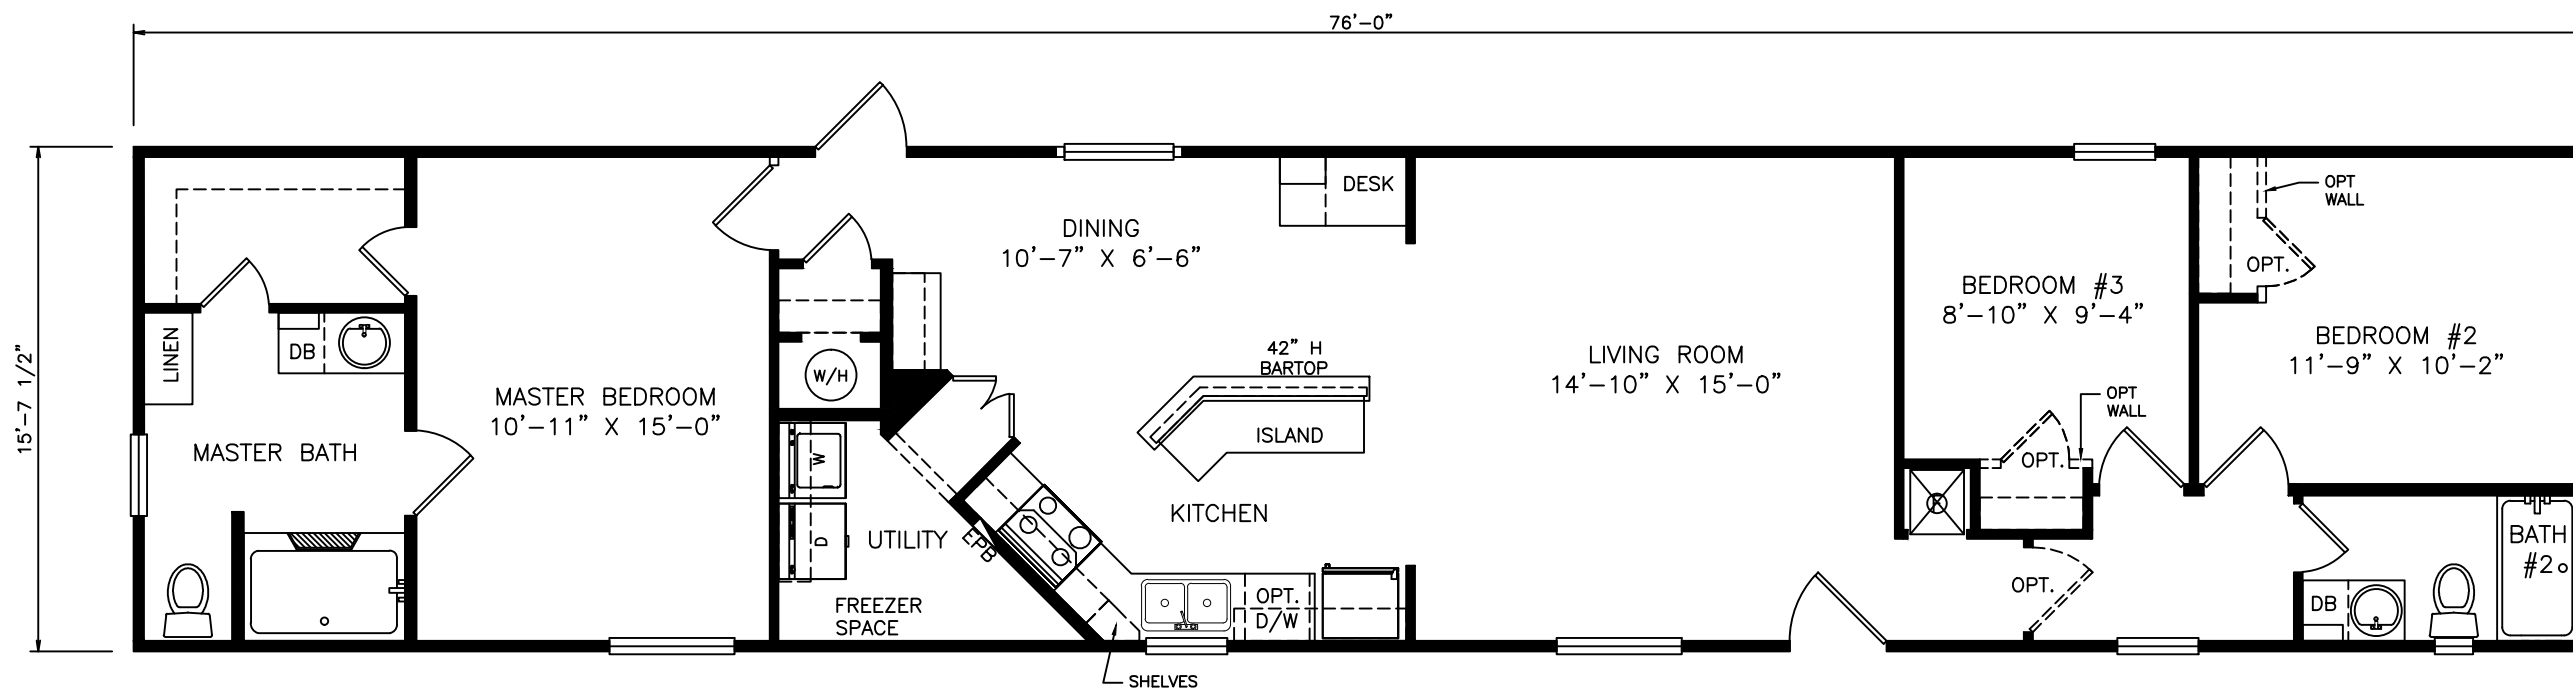 76'-0"
15'-7 1/2"
LINEN
DB
MASTER BATH
MASTER BEDROOM
10'-11" X 15'-0"
W/H
W
D
UTILITY
FREEZER
SPACE
EPB
DINING
10'-7" X 6'-6"
DESK
42" H
BARTOP
ISLAND
KITCHEN
OPT.
D/W
SHELVES
LIVING ROOM
14'-10" X 15'-0"
BEDROOM #3
8'-10" X 9'-4"
OPT
WALL
OPT.
OPT.
OPT
WALL
OPT.
BEDROOM #2
11'-9" X 10'-2"
DB
BATH
#2